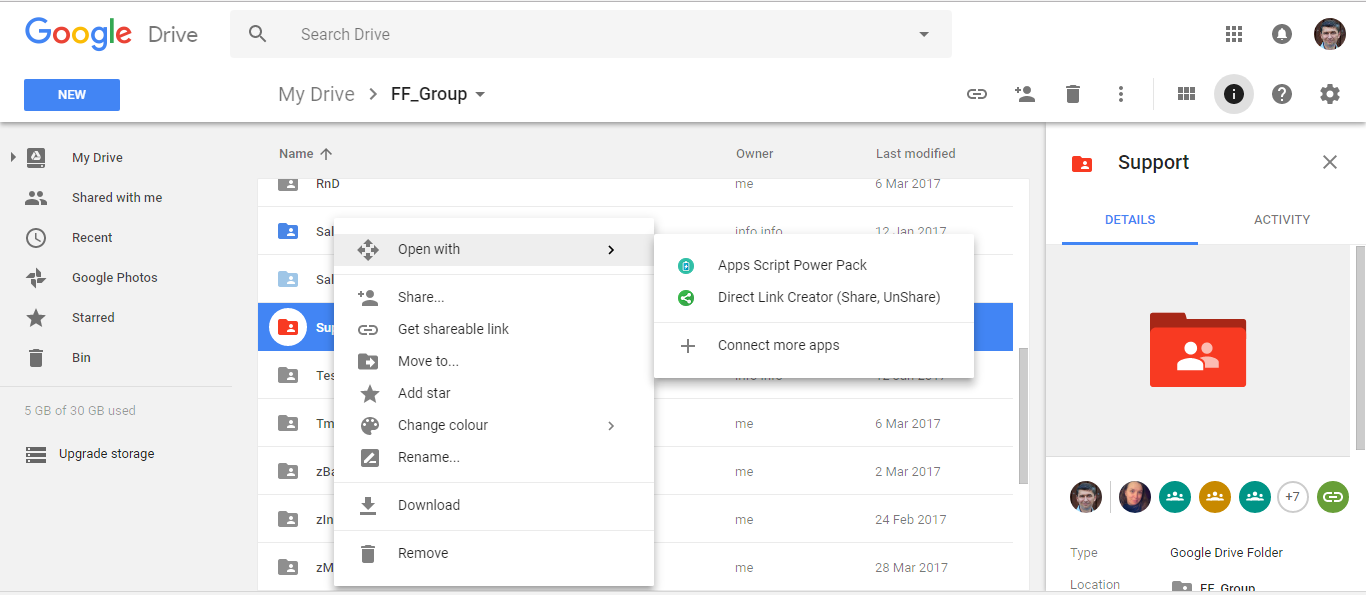 Google Drive
Search Drive
NEW
My Drive > FF_Group
My Drive
Shared with me
Recent
Google Photos
Starred
Bin
5 GB of 30 GB used
Upgrade storage
Name Owner Last modified
RnD me 6 Mar 2017
Sal info info 12 Jan 2017
Sal
Sup
Tes info info 12 Jan 2017
Tm me 6 Mar 2017
zBa me 2 Mar 2017
zIn me 24 Feb 2017
zM me 28 Mar 2017
Open with
Share...
Get shareable link
Move to...
Add star
Change colour
Rename...
Download
Remove
Apps Script Power Pack
Direct Link Creator (Share, UnShare)
Connect more apps
Support
DETAILS ACTIVITY
+7
Type Google Drive Folder
Location FF_Group